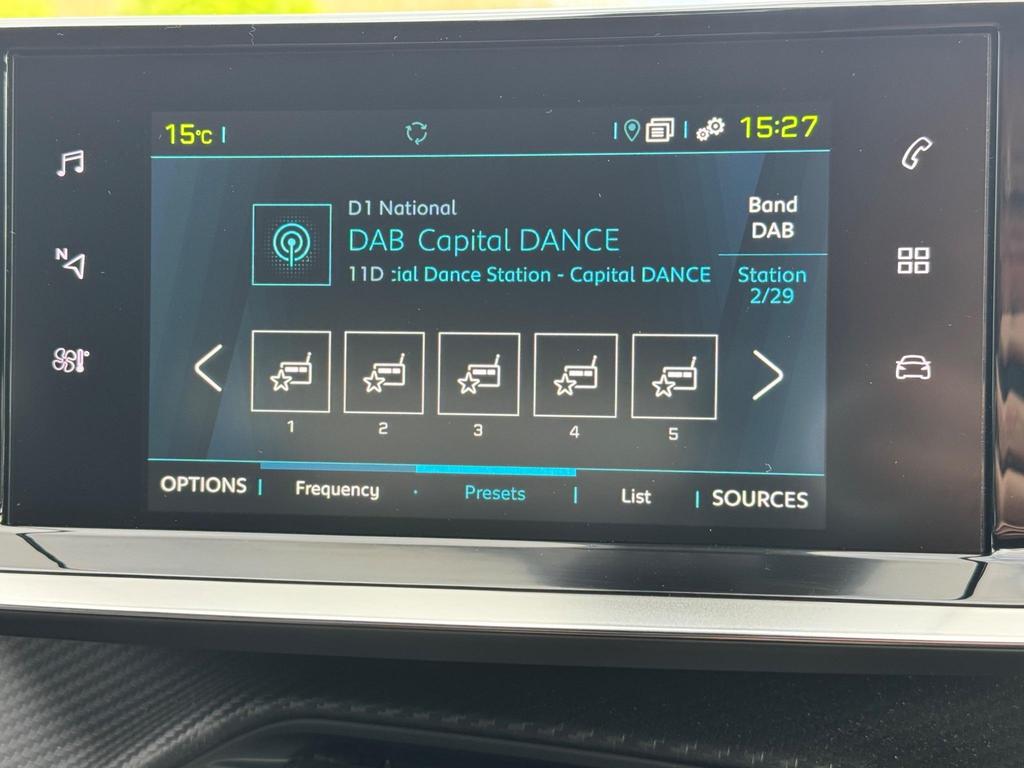 15°C
15:27
N
D1 National
DAB Capital DANCE
11D :ial Dance Station - Capital DANCE
Band
DAB
Station
2/29
1 2 3 4 5
OPTIONS Frequency Presets List SOURCES